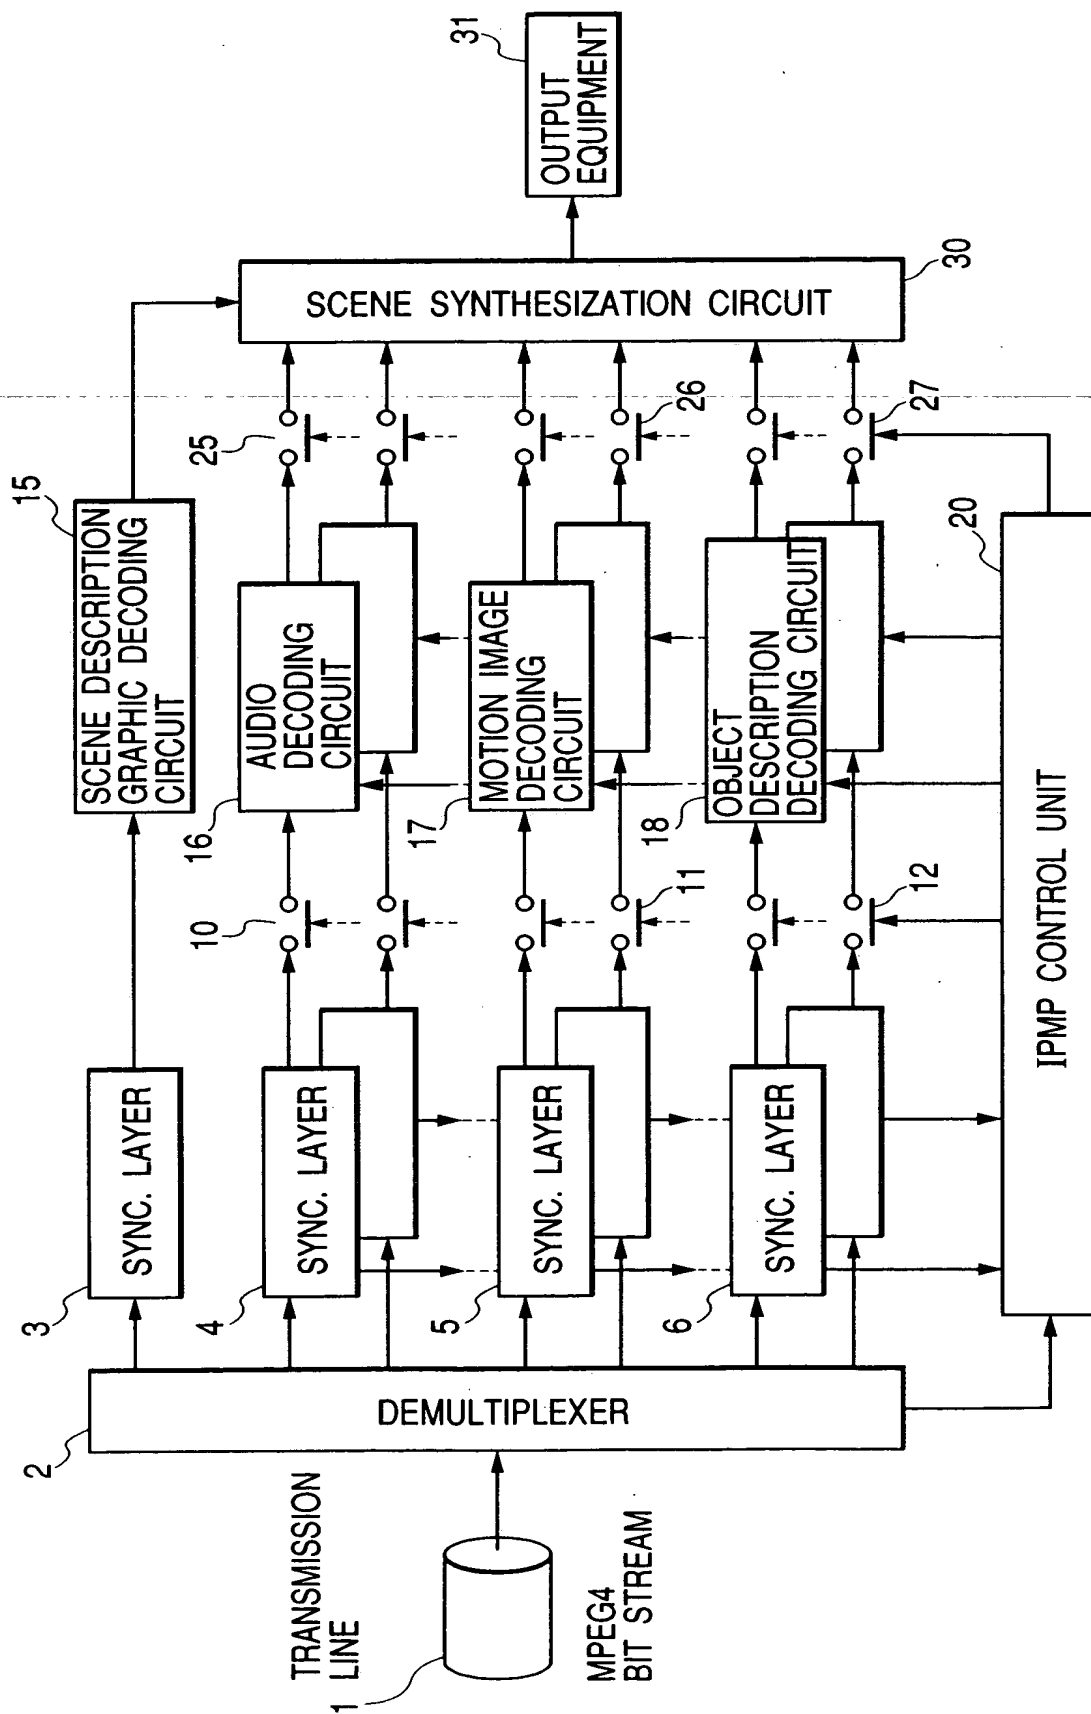 1
TRANSMISSION
LINE
MPEG4
BIT STREAM
2
DEMULTIPLEXER
3
SYNC. LAYER
4
SYNC. LAYER
5
SYNC. LAYER
6
SYNC. LAYER
10
11
12
15
SCENE DESCRIPTION
GRAPHIC DECODING
CIRCUIT
16
AUDIO
DECODING
CIRCUIT
17
MOTION IMAGE
DECODING
CIRCUIT
18
OBJECT
DESCRIPTION
DECODING CIRCUIT
20
IPMP CONTROL UNIT
25
26
27
SCENE SYNTHESIZATION CIRCUIT
30
OUTPUT
EQUIPMENT
31